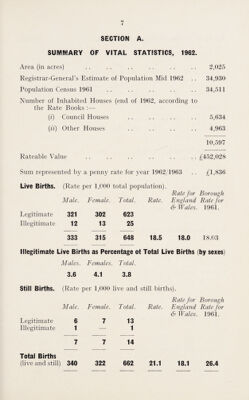 7
SECTION A.
SUMMARY OF VITAL STATISTICS, 1962.
Area (in acres) .. .. .. .. .. .. 2,025
Registrar-General's Estimate of Population Mid 1962 .. 34,930
Population Census 1961 .. .. .. .. .. 34,511
Number of Inhabited Houses (end of 1962, according to
the Rate Books :—
(i) Council Houses .. .. .. .. 5,634
(ii) Other Houses .. .. .. .. 4,963
10,597
Rateable Value .. .. .. .. .. .. £452,028
Sum represented by a penny rate for year 1962/1963 .. £1,836
Live Births. (Rate per 1,000 total population).
Rate for Borough
Male. Female. Total. Rate. England Rate for
& Wales. 1961.
Legitimate 321 302 623
Illegitimate 12 13 25
333 315 648 18.5 18.0 18.03
Illegitimate Live Births as Percentage of Total Live Births (by sexes)
Males. Females. Total.
3.6 4.1 3.8
Still Births. (Rate per 1,000 live and still births).
Rate for Borough
Male. Female. Total. Rate. England Rate for
& Wales. 1961.
Legitimate 6 7 13
Illegitimate 1 — 1
7 7 14
Total Births
(live and still) 340 322 662 21.1 18.1 26.4